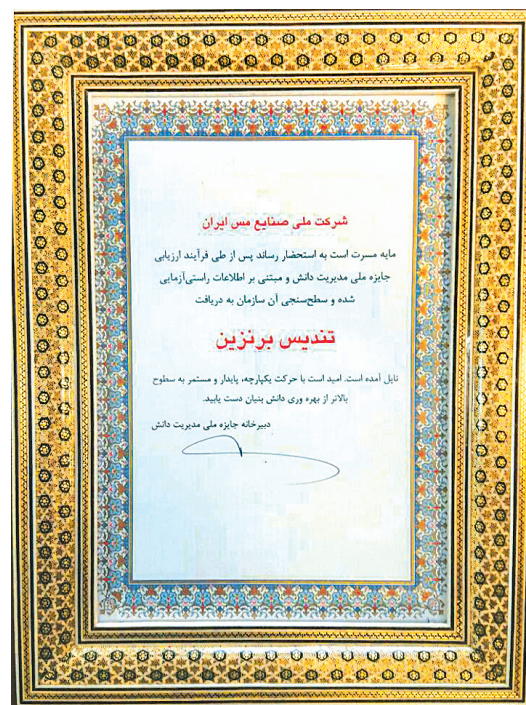 شرکت ملی صنایع مس ایران
مایه مسرت است به استحضار رساند پس از طی فرآیند ارزیابی
جایزه ملی مدیریت دانش و مبتنی بر اطلاعات راستی‌آزمایی
شده و سطح‌سنجی آن سازمان به دریافت
تندیس برنزین
نایل آمده است. امید است با حرکت یکپارچه، پایدار و مستمر به سطوح
بالاتر از بهره وری دانش بنیان دست یابید.
دبیرخانه جایزه ملی مدیریت دانش